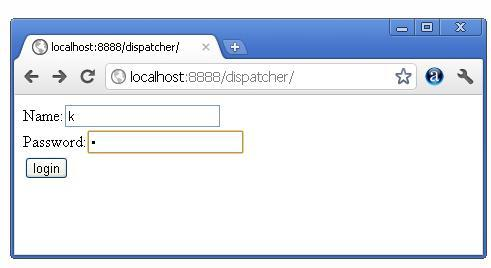 localhost:8888/dispatcher/
localhost:8888/dispatcher/
Name: k
Password: •
login